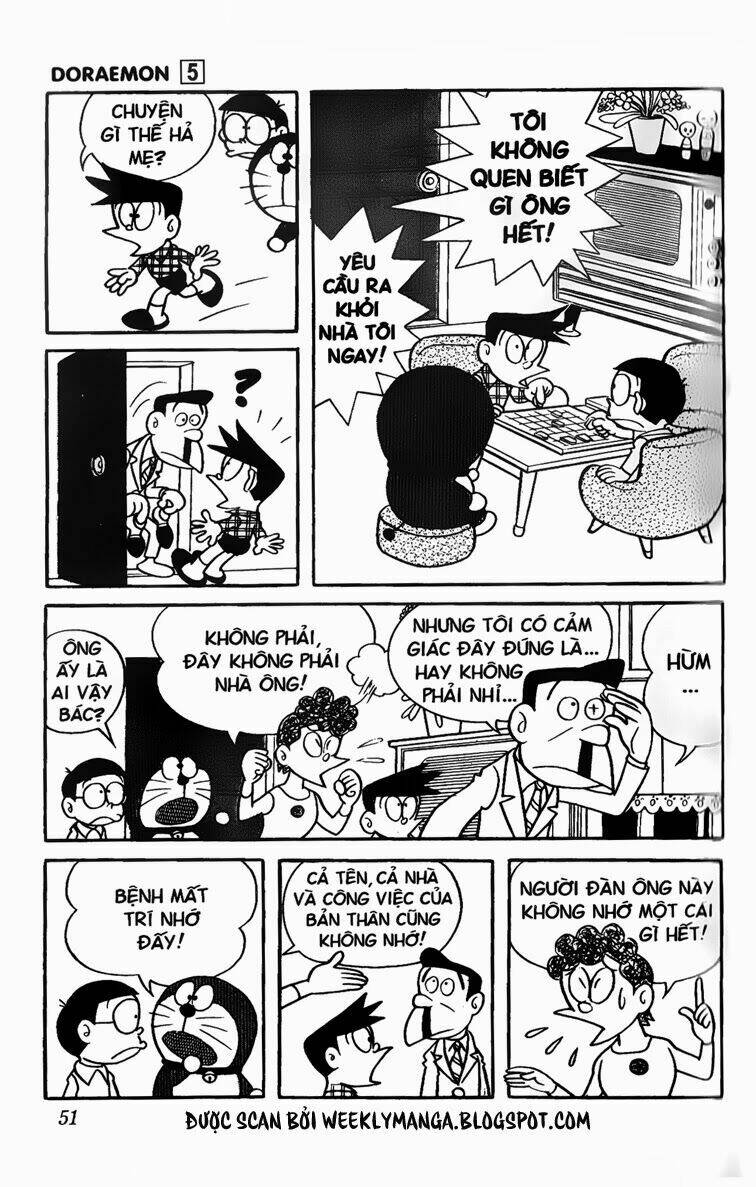 DORAEMON 5
CHUYỆN
GÌ THẾ HẢ
MẸ?
TÔI
KHÔNG
QUEN BIẾT
GÌ ÔNG
HẾT!
YÊU
CẦU RA
KHỎI
NHÀ TÔI
NGAY!
?
ÔNG
ẤY LÀ
AI VẬY
BÁC?
KHÔNG PHẢI,
ĐÂY KHÔNG PHẢI
NHÀ ÔNG!
NHƯNG TÔI CÓ CẢM
GIÁC ĐÂY ĐÚNG LÀ...
HAY KHÔNG
PHẢI NHỈ...
HỪM
...
BỆNH MẤT
TRÍ NHỚ
ĐẤY!
CẢ TÊN, CẢ NHÀ
VÀ CÔNG VIỆC CỦA
BẢN THÂN CŨNG
KHÔNG NHỚ!
NGƯỜI ĐÀN ÔNG NÀY
KHÔNG NHỚ MỘT CÁI
GÌ HẾT!
51
ĐƯỢC SCAN BỞI WEEKLYMANGA.BLOGSPOT.COM